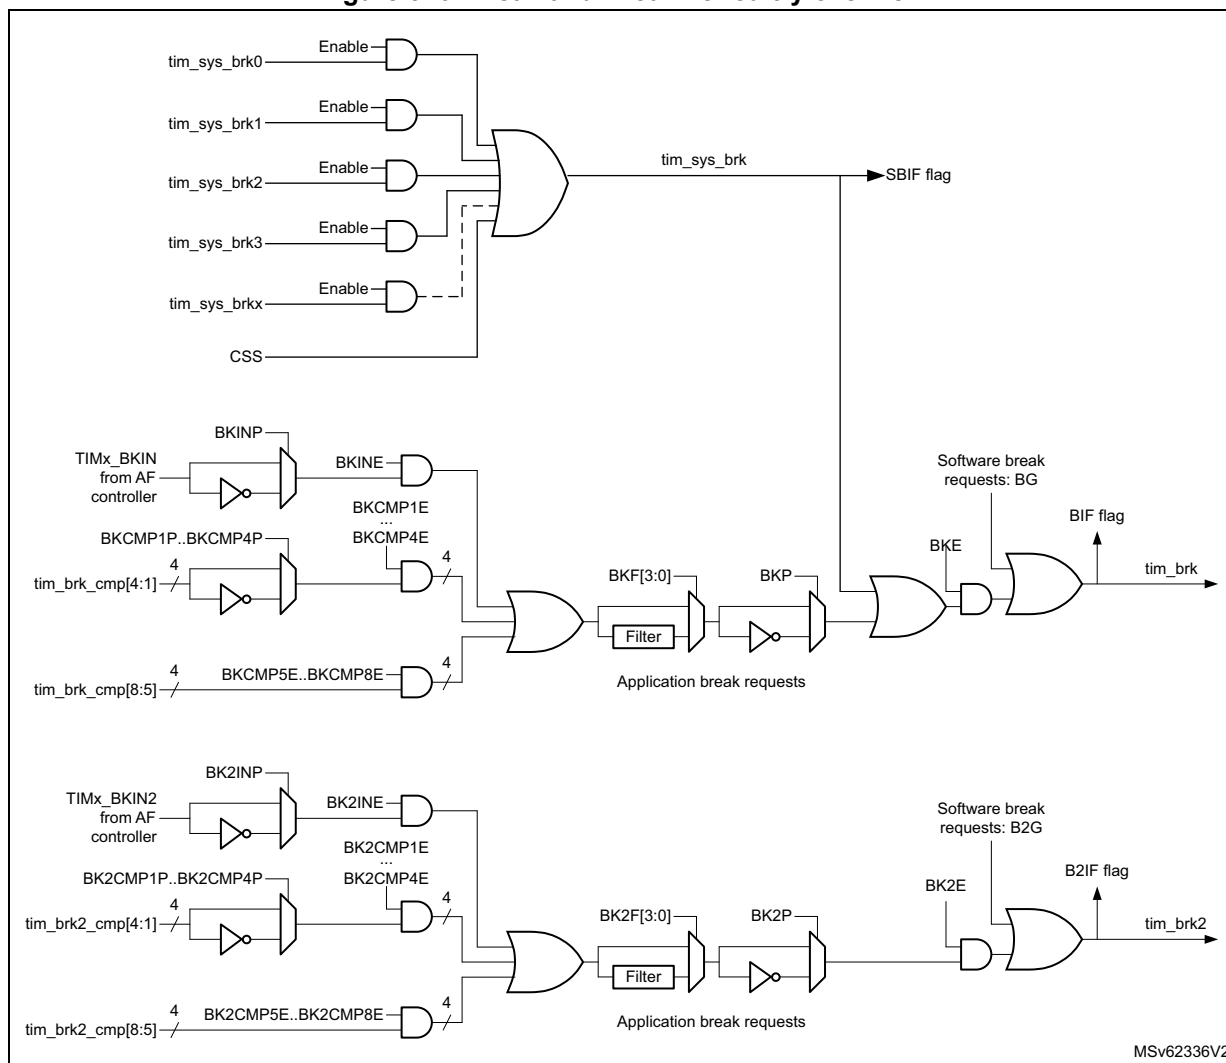 Enable
tim_sys_brk0
Enable
tim_sys_brk1
tim_sys_brk
Enable
tim_sys_brk2
SBIF flag
Enable
tim_sys_brk3
Enable
tim_sys_brkx
CSS
BKINP
TIMx_BKIN
from AF
controller
BKINE
Software break
requests: BG
BKCMP1E
...
BKCMP4E
4
BIF flag
BKCMP1P..BKCMP4P
BKE
tim_brk_cmp[4:1]
4
BKF[3:0]
BKP
tim_brk
Filter
4
BKCMP5E..BKCMP8E
4
tim_brk_cmp[8:5]
Application break requests
BK2INP
TIMx_BKIN2
from AF
controller
BK2INE
Software break
requests: B2G
BK2CMP1E
...
BK2CMP4E
4
B2IF flag
BK2CMP1P..BK2CMP4P
BK2E
tim_brk2_cmp[4:1]
4
BK2F[3:0]
BK2P
tim_brk2
Filter
4
BK2CMP5E..BK2CMP8E
4
tim_brk2_cmp[8:5]
Application break requests
MSv62336V2